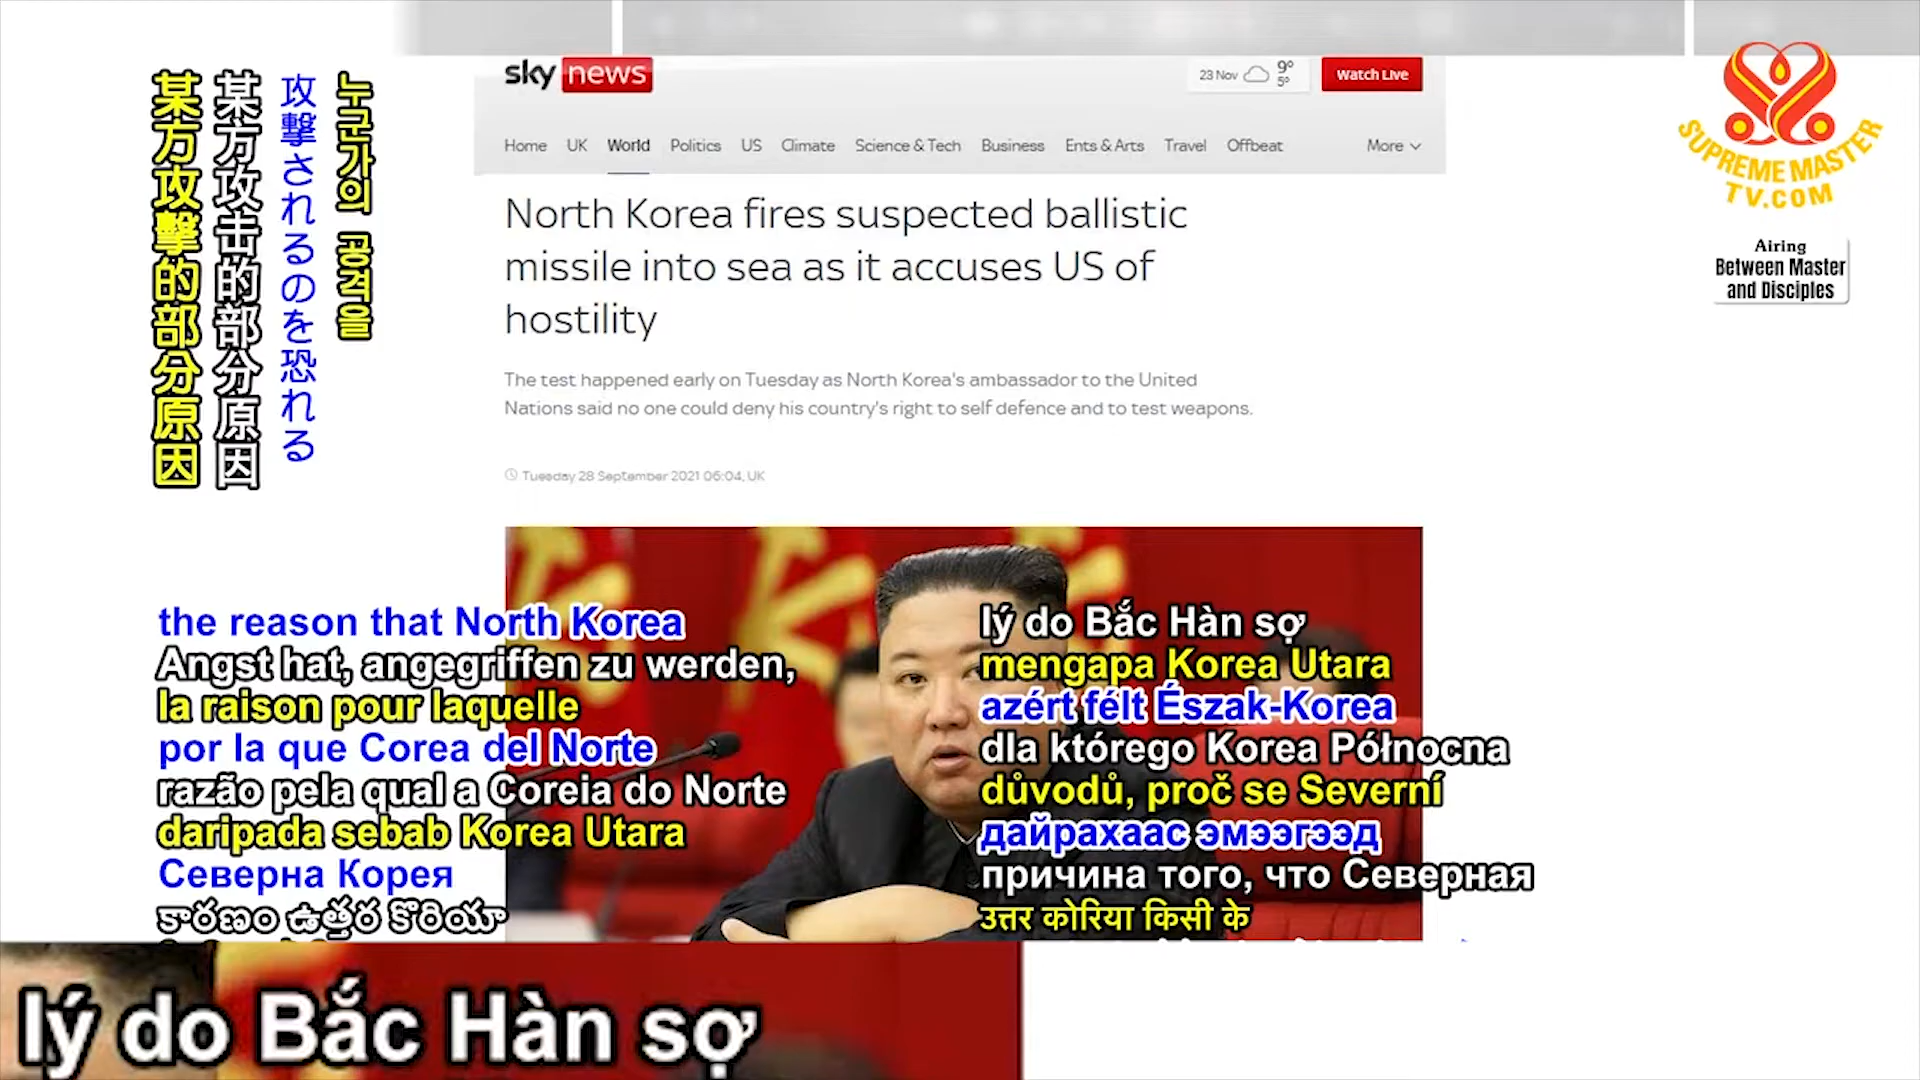 某方攻擊的部分原因
某方攻击的部分原因
攻撃されるのを恐れる
누군가의 공격을
sky news
23 Nov 9° 5°
Watch Live
Home UK World Politics US Climate Science & Tech Business Ents & Arts Travel Offbeat More
North Korea fires suspected ballistic
missile into sea as it accuses US of
hostility
The test happened early on Tuesday as North Korea's ambassador to the United
Nations said no one could deny his country's right to self defence and to test weapons.
Tuesday 28 September 2021 06:04, UK
SUPREME MASTER
TV.COM
Airing
Between Master
and Disciples
the reason that North Korea
Angst hat, angegriffen zu werden,
la raison pour laquelle
por la que Corea del Norte
razão pela qual a Coreia do Norte
daripada sebab Korea Utara
Северна Корея
కారణం ఉత్తర కొరియా
lý do Bắc Hàn sợ
mengapa Korea Utara
azért félt Észak-Korea
dla którego Korea Północna
důvodů, proč se Severní
дайрахаас эмээгээд
причина того, что Северная
उत्तर कोरिया किसी के
lý do Bắc Hàn sợ